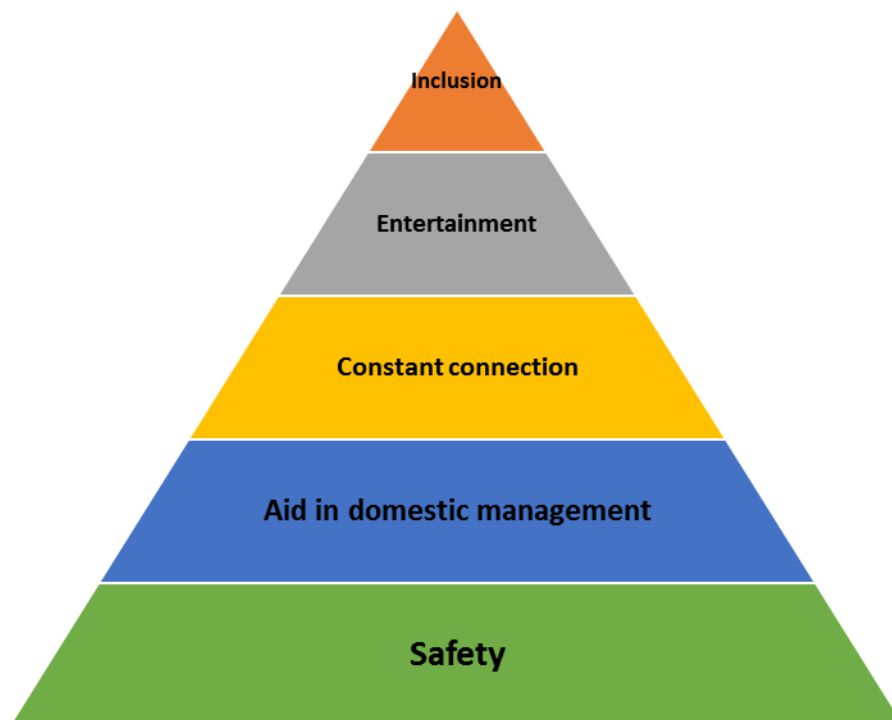 Inclusion
Entertainment
Constant connection
Aid in domestic management
Safety